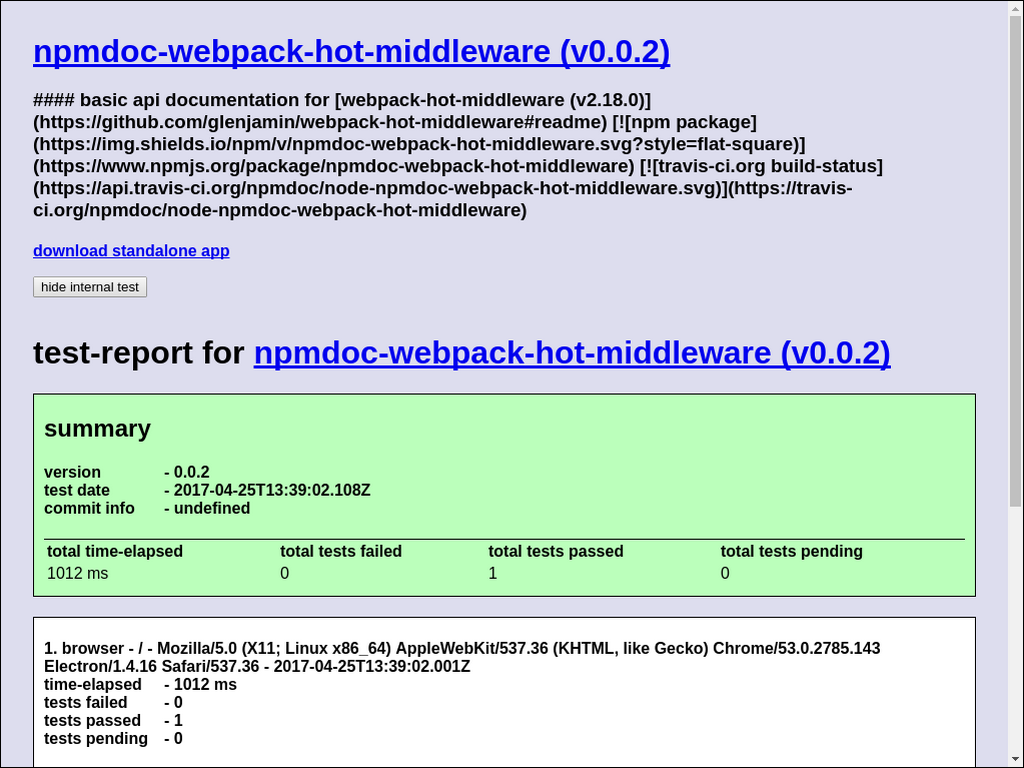 npmdoc-webpack-hot-middleware (v0.0.2)
#### basic api documentation for [webpack-hot-middleware (v2.18.0)]
(https://github.com/glenjamin/webpack-hot-middleware#readme) [![npm package]
(https://img.shields.io/npm/v/npmdoc-webpack-hot-middleware.svg?style=flat-square)]
(https://www.npmjs.org/package/npmdoc-webpack-hot-middleware) [![travis-ci.org build-status]
(https://api.travis-ci.org/npmdoc/node-npmdoc-webpack-hot-middleware.svg)](https://travis-
ci.org/npmdoc/node-npmdoc-webpack-hot-middleware)
download standalone app
hide internal test
test-report for npmdoc-webpack-hot-middleware (v0.0.2)
summary
version - 0.0.2
test date - 2017-04-25T13:39:02.108Z
commit info - undefined
total time-elapsed total tests failed total tests passed total tests pending
1012 ms 0 1 0
1. browser - / - Mozilla/5.0 (X11; Linux x86_64) AppleWebKit/537.36 (KHTML, like Gecko) Chrome/53.0.2785.143
Electron/1.4.16 Safari/537.36 - 2017-04-25T13:39:02.001Z
time-elapsed - 1012 ms
tests failed - 0
tests passed - 1
tests pending - 0